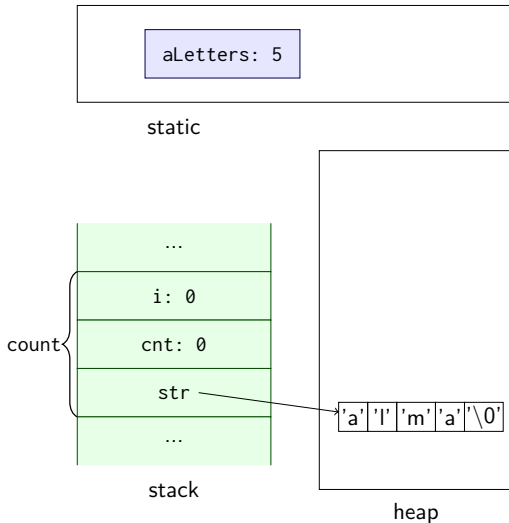 aLetters: 5
static
...
i: 0
count
cnt: 0
str
'a' 'l' 'm' 'a' '\0'
...
stack
heap